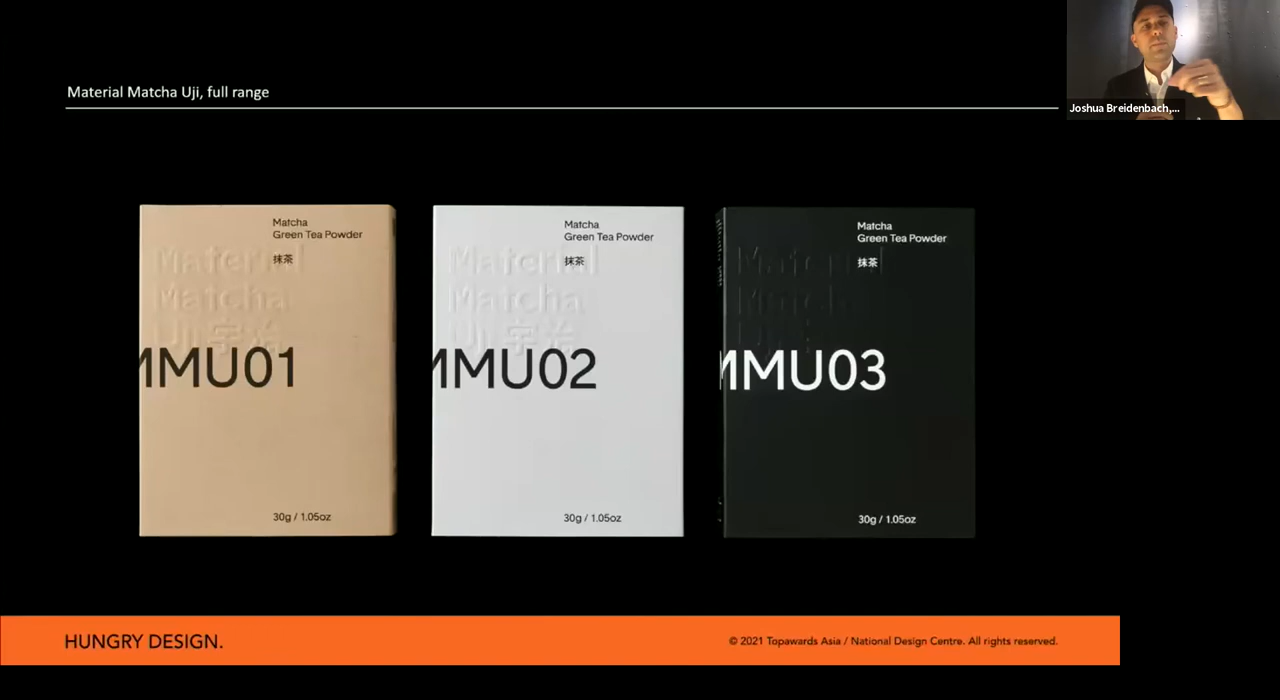 Material Matcha Uji, full range
Joshua Breidenbach,...
Matcha
Green Tea Powder
抹茶
Material
Matcha
Uji 宇治
MMU01
30g / 1.05oz
Matcha
Green Tea Powder
抹茶
Material
Matcha
Uji 宇治
MMU02
30g / 1.05oz
Matcha
Green Tea Powder
抹茶
Material
Matcha
Uji
MMU03
30g / 1.05oz
HUNGRY DESIGN.
© 2021 Topawards Asia / National Design Centre. All rights reserved.